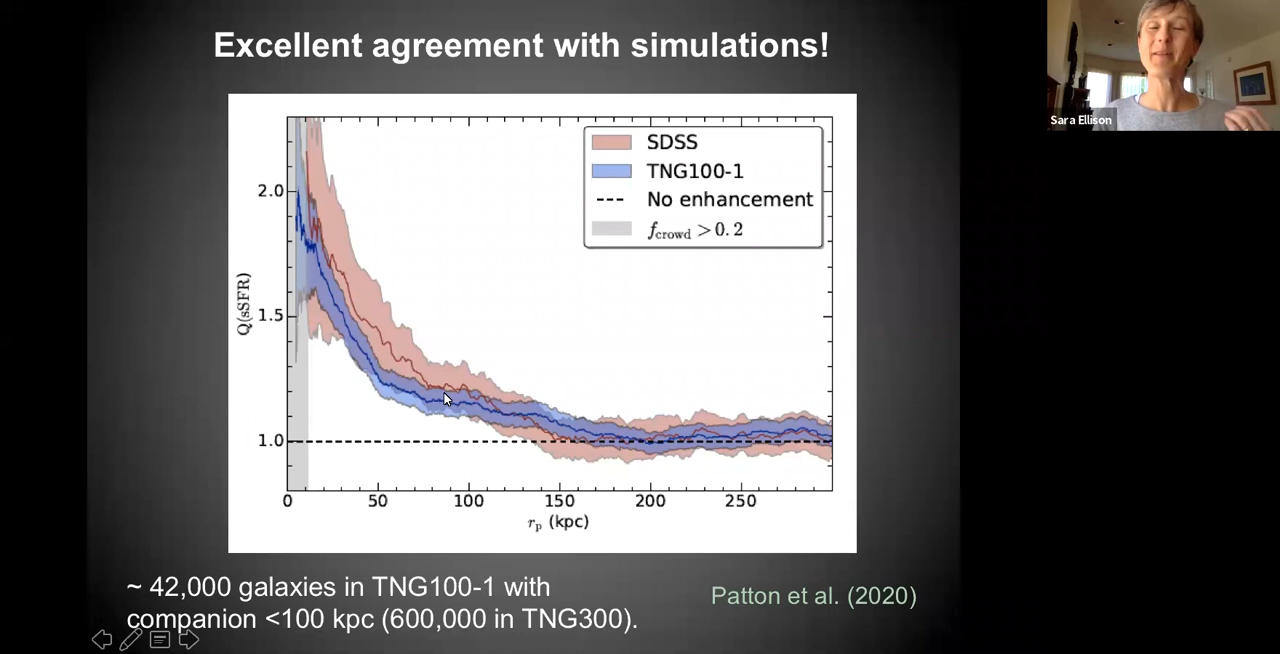 Excellent agreement with simulations!
Sara Ellison
SDSS
TNG100-1
No enhancement
f_crowd > 0.2
2.0
1.5
1.0
Q(sSFR)
0 50 100 150 200 250
r_p (kpc)
~ 42,000 galaxies in TNG100-1 with
companion <100 kpc (600,000 in TNG300).
Patton et al. (2020)